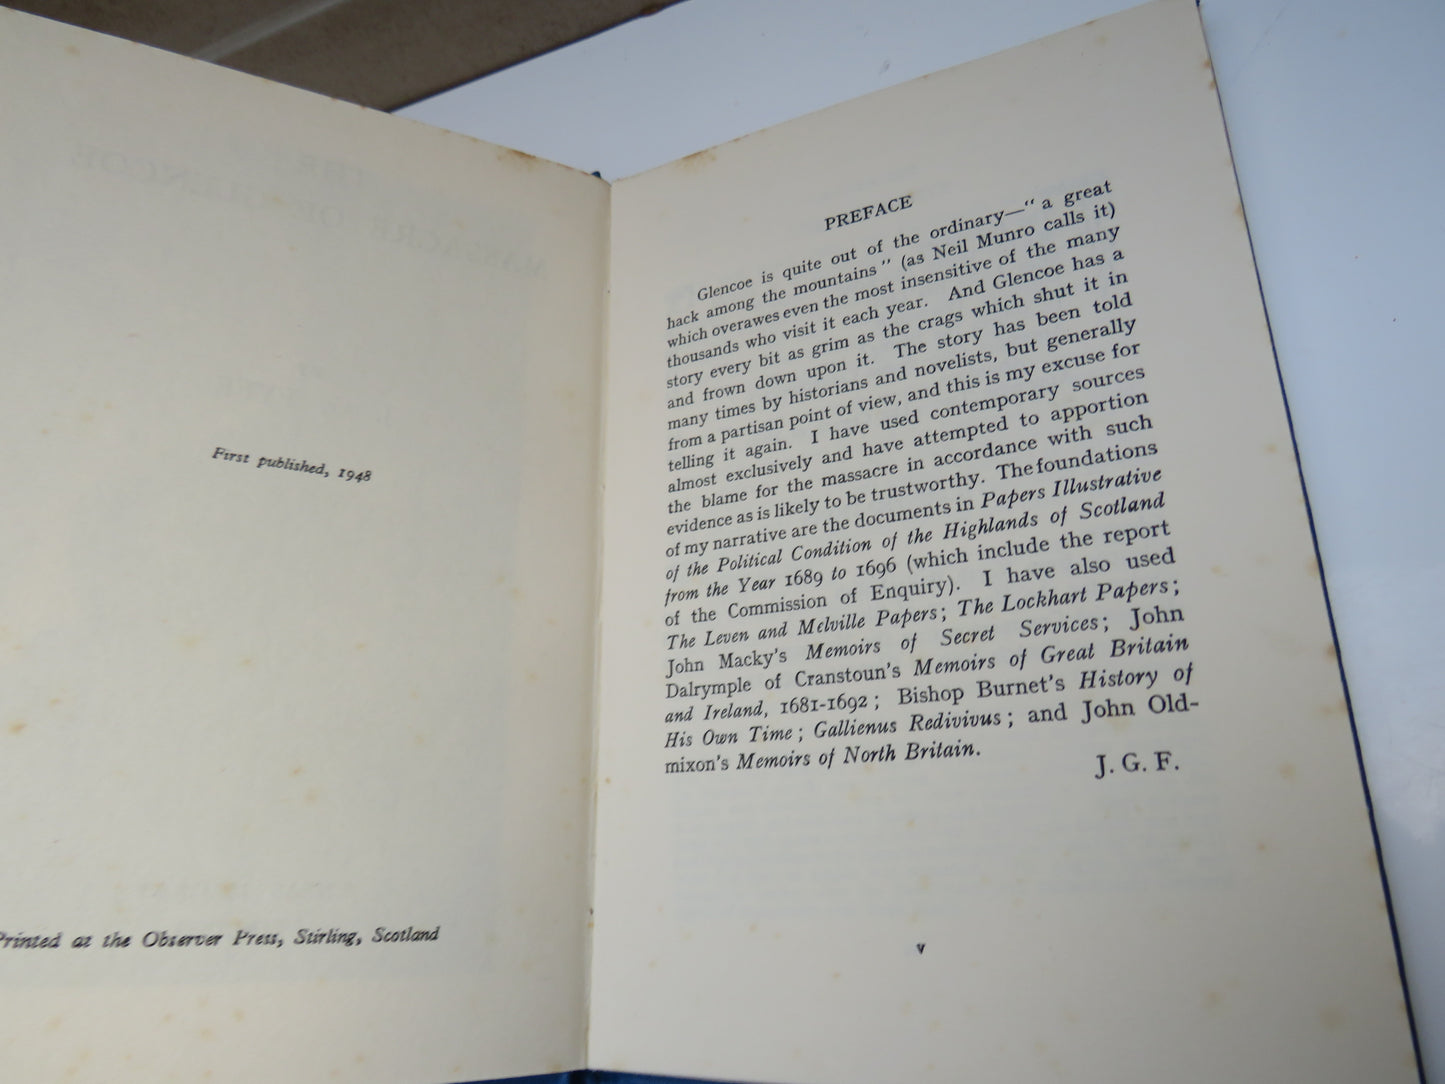 First published, 1948
Printed at the Observer Press, Stirling, Scotland
PREFACE
Glencoe is quite out of the ordinary—“ a great
hack among the mountains ” (as Neil Munro calls it)
which overawes even the most insensitive of the many
thousands who visit it each year. And Glencoe has a
story every bit as grim as the crags which shut it in
and frown down upon it. The story has been told
many times by historians and novelists, but generally
from a partisan point of view, and this is my excuse for
telling it again. I have used contemporary sources
almost exclusively and have attempted to apportion
the blame for the massacre in accordance with such
evidence as is likely to be trustworthy. The foundations
of my narrative are the documents in Papers Illustrative
of the Political Condition of the Highlands of Scotland
from the Year 1689 to 1696 (which include the report
of the Commission of Enquiry). I have also used
The Leven and Melville Papers ; The Lockhart Papers ;
John Macky's Memoirs of Secret Services ; John
Dalrymple of Cranstoun's Memoirs of Great Britain
and Ireland, 1681-1692 ; Bishop Burnet's History of
His Own Time ; Gallienus Redivivus ; and John Old-
mixon's Memoirs of North Britain.
J. G. F.
v